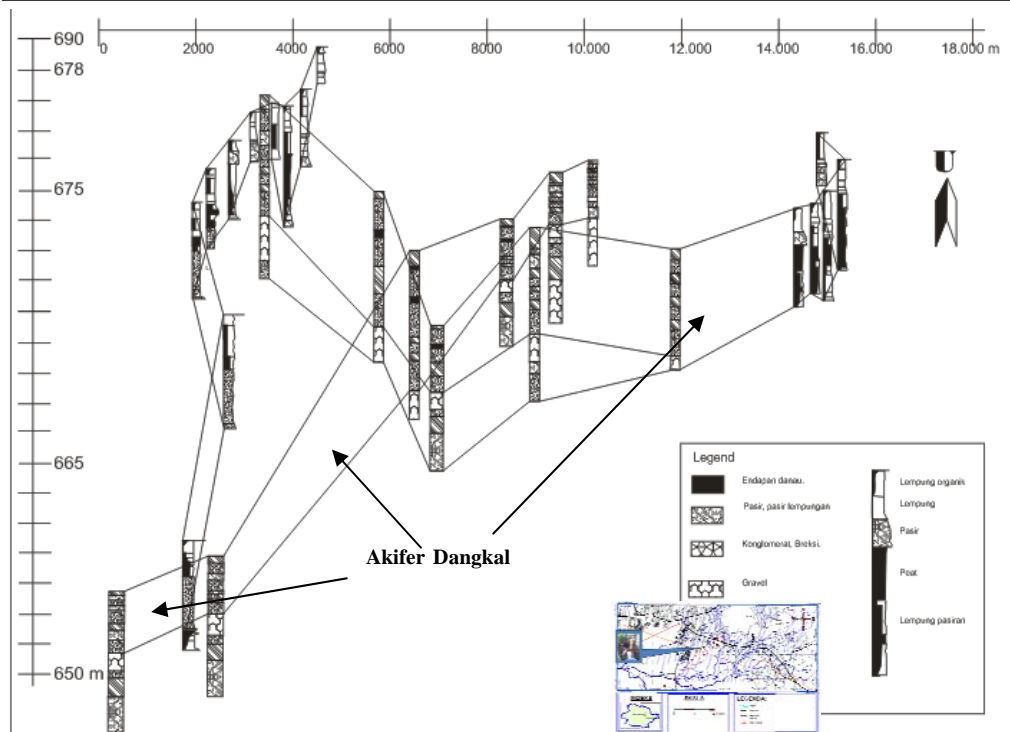 690
678
675
665
650 m
0
2000
4000
6000
8000
10.000
12.000
14.000
16.000
18.000 m
U
Akifer Dangkal
Legend
Endapan danau.
Pasir, pasir lempungan
Konglomerat, Breksi.
Gravel
Lempung organik
Lempung
Pasir
Peat
Lempung pasiran
LEGENDA: